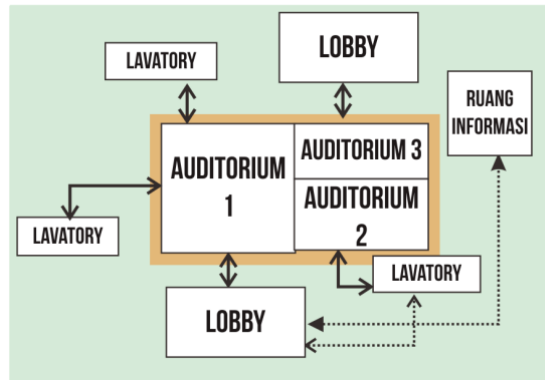 LOBBY
LAVATORY
RUANG
INFORMASI
AUDITORIUM
1
AUDITORIUM 3
AUDITORIUM
2
LAVATORY
LAVATORY
LOBBY